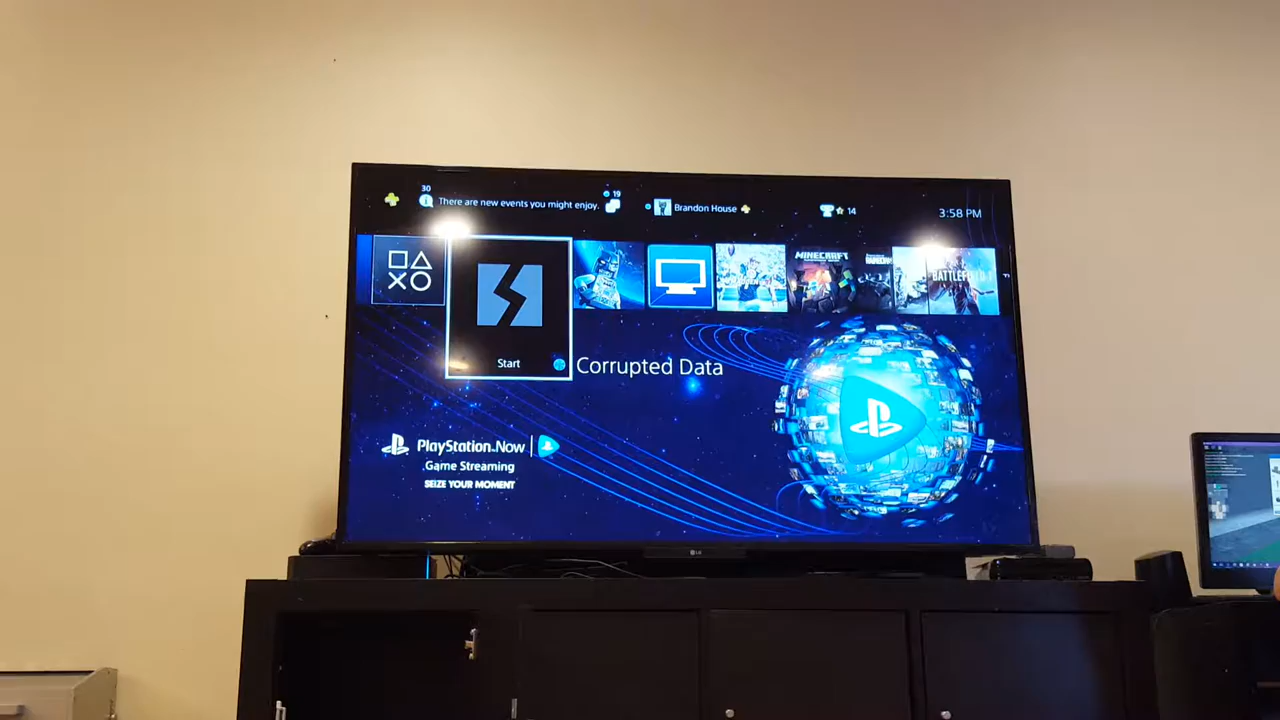 30
There are new events you might enjoy.
19
Brandon House
14
3:58 PM
MINECRAFT
BATTLEFIELD
Start
Corrupted Data
PlayStation Now
Game Streaming
SEIZE YOUR MOMENT
LG